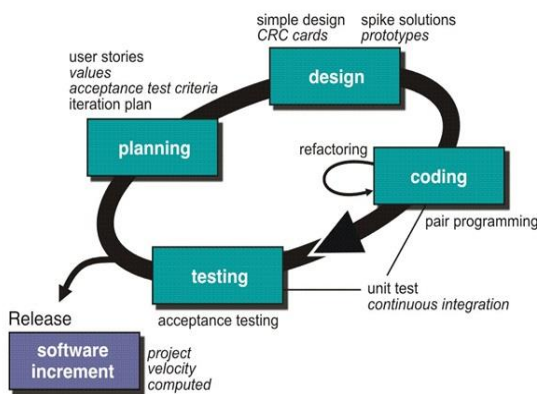 simple design
CRC cards
spike solutions
prototypes
design
user stories
values
acceptance test criteria
iteration plan
planning
refactoring
coding
pair programming
testing
unit test
continuous integration
acceptance testing
Release
software
increment
project
velocity
computed